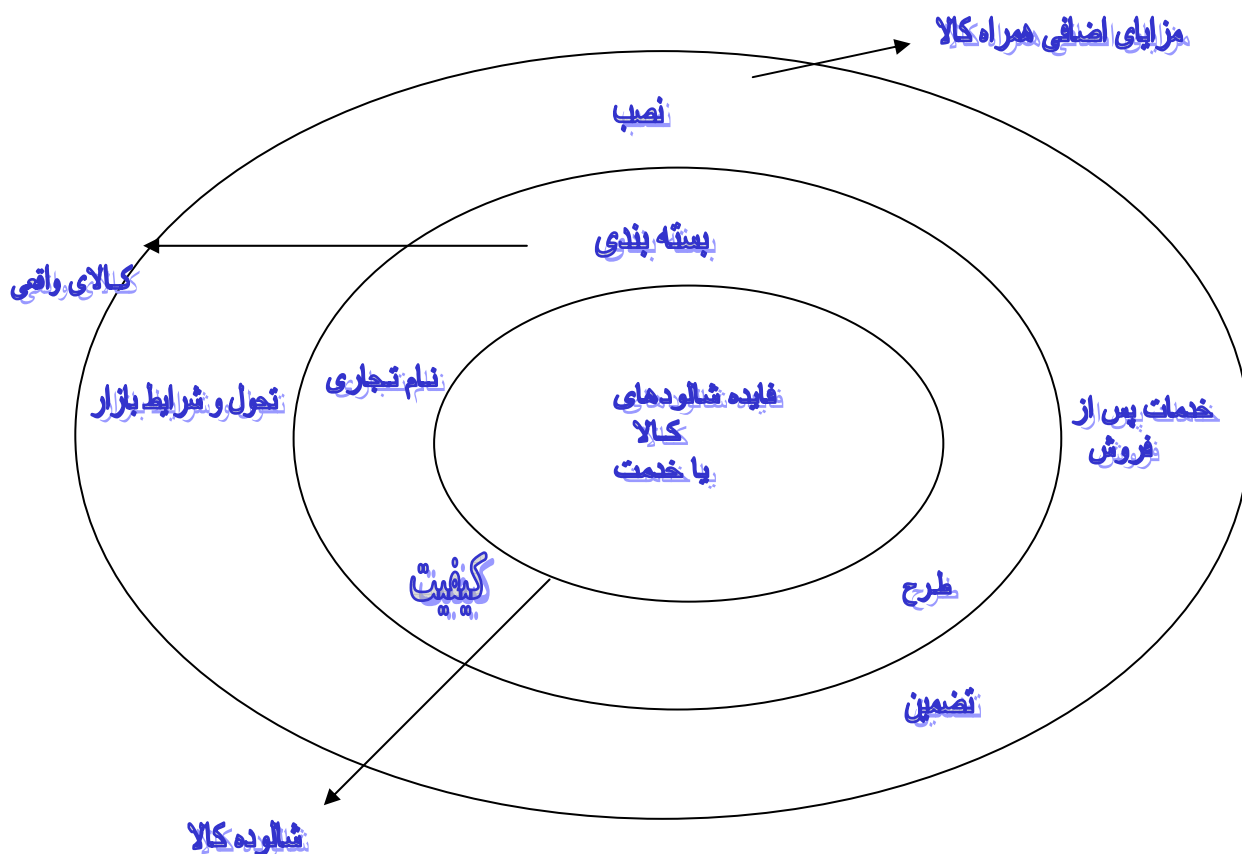 مزایای اضافی همراه کالا
نصب
بسته بندی
کالای واقعی
نام تجاری
تحول و شرایط بازار
فایده شالودهای
کالا
یا خدمت
خدمات پس از
فروش
کیفیت
طرح
تضمین
شالوده کالا